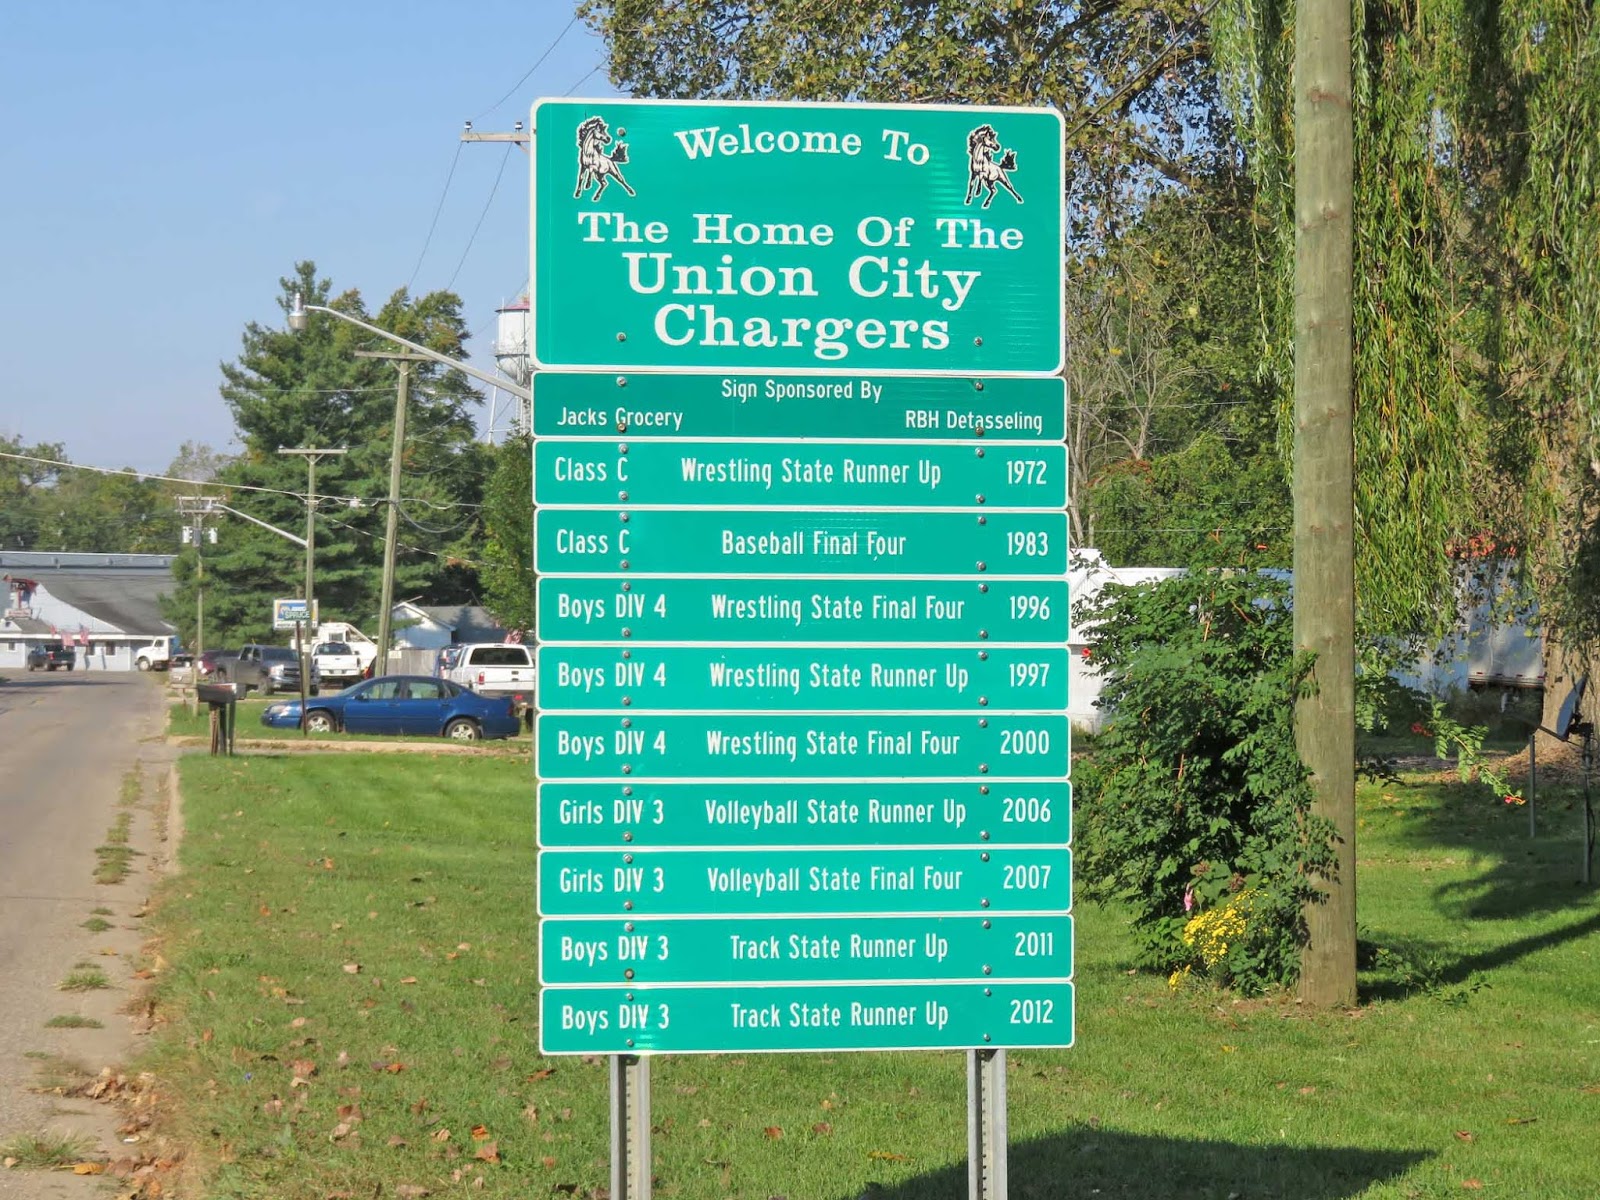 Welcome To
The Home Of The
Union City
Chargers
Sign Sponsored By
Jacks Grocery RBH Detasseling
Class C Wrestling State Runner Up 1972
Class C Baseball Final Four 1983
Boys DIV 4 Wrestling State Final Four 1996
Boys DIV 4 Wrestling State Runner Up 1997
Boys DIV 4 Wrestling State Final Four 2000
Girls DIV 3 Volleyball State Runner Up 2006
Girls DIV 3 Volleyball State Final Four 2007
Boys DIV 3 Track State Runner Up 2011
Boys DIV 3 Track State Runner Up 2012
SPRUCE